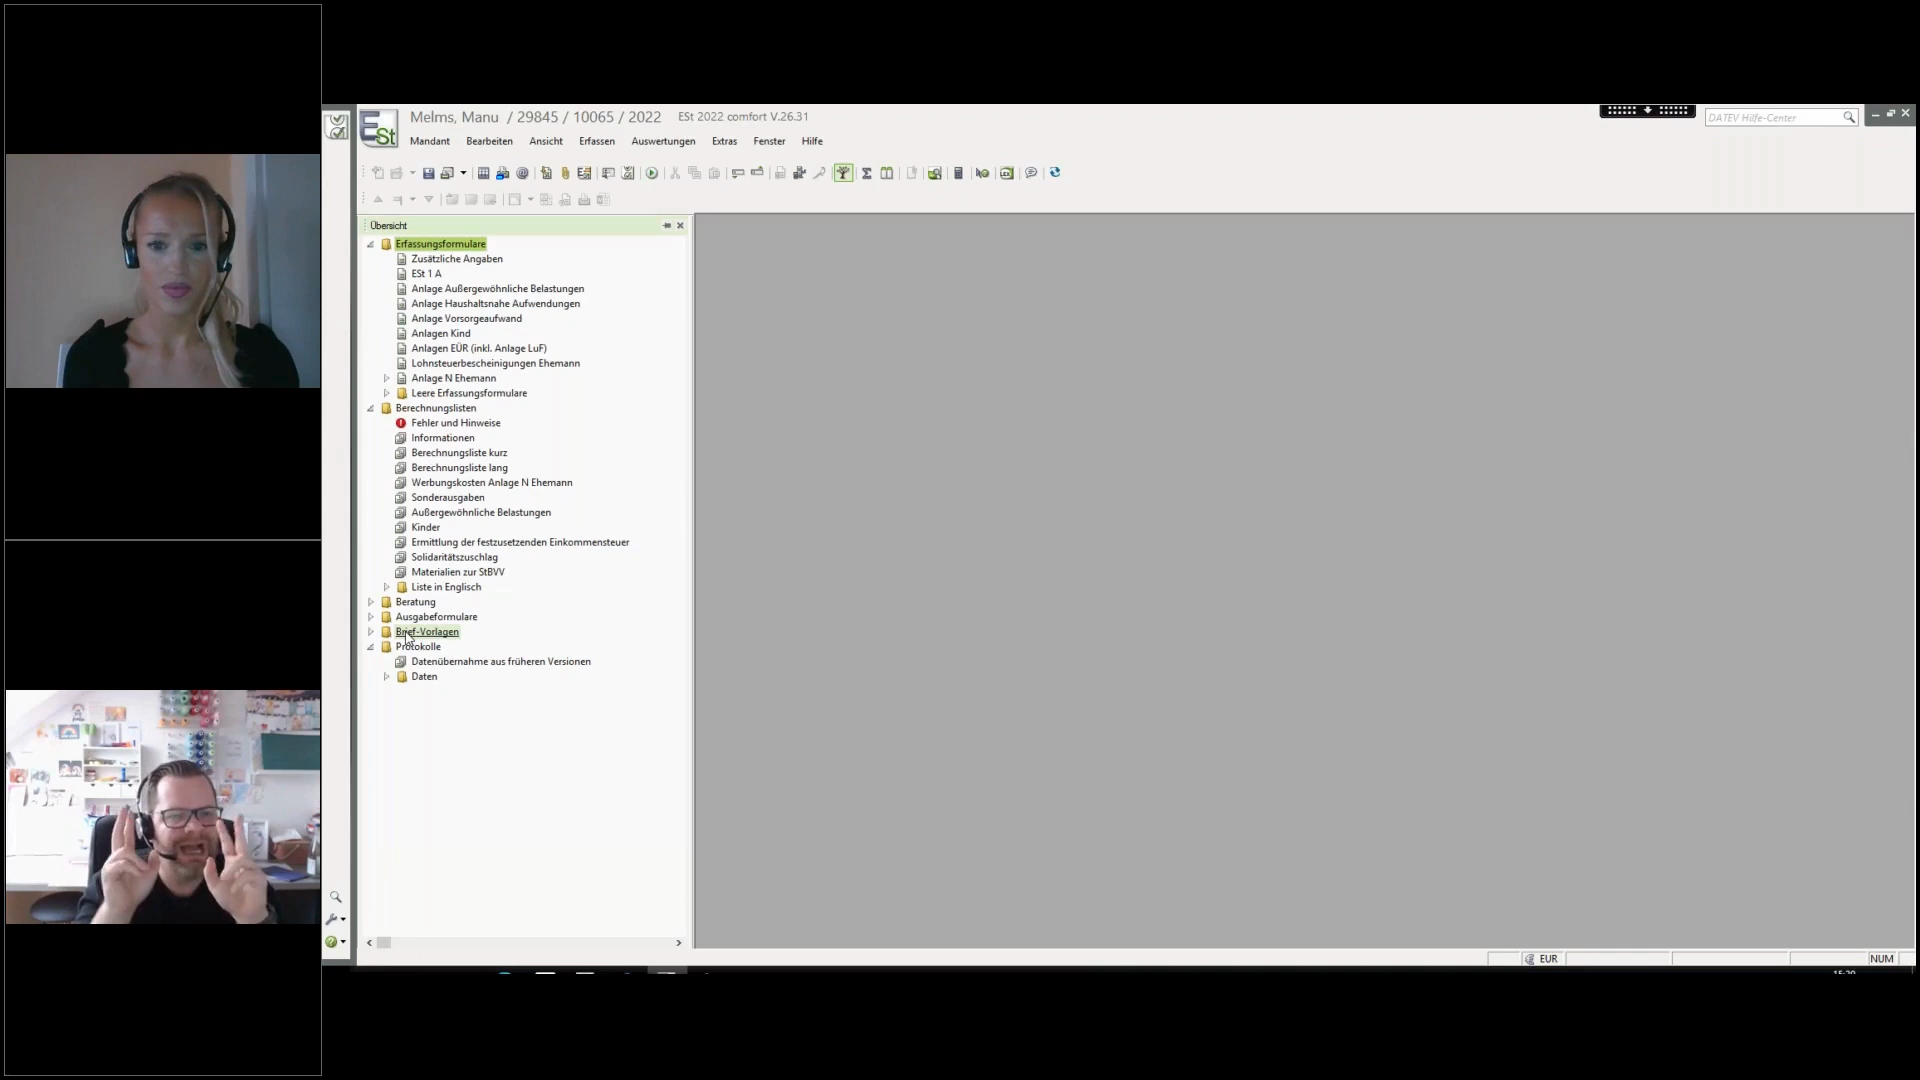 ESt
Melms, Manu / 29845 / 10065 / 2022 ESt 2022 comfort V.26.31
DATEV Hilfe-Center
Mandant Bearbeiten Ansicht Erfassen Auswertungen Extras Fenster Hilfe
Übersicht
Erfassungsformulare
Zusätzliche Angaben
ESt 1 A
Anlage Außergewöhnliche Belastungen
Anlage Haushaltsnahe Aufwendungen
Anlage Vorsorgeaufwand
Anlagen Kind
Anlagen EÜR (inkl. Anlage LuF)
Lohnsteuerbescheinigungen Ehemann
Anlage N Ehemann
Leere Erfassungsformulare
Berechnungslisten
Fehler und Hinweise
Informationen
Berechnungsliste kurz
Berechnungsliste lang
Werbungskosten Anlage N Ehemann
Sonderausgaben
Außergewöhnliche Belastungen
Kinder
Ermittlung der festzusetzenden Einkommensteuer
Solidaritätszuschlag
Materialien zur StBVV
Liste in Englisch
Beratung
Ausgabeformulare
Brief-Vorlagen
Protokolle
Datenübernahme aus früheren Versionen
Daten
EUR NUM